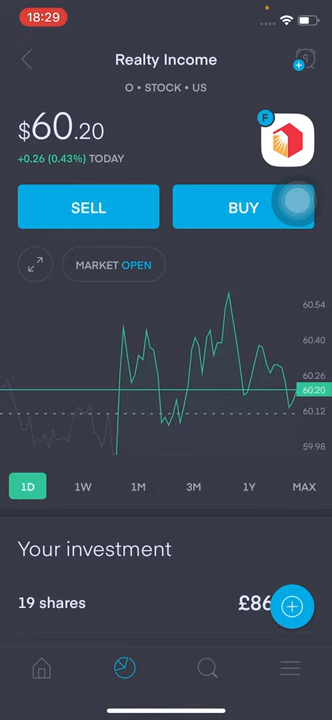 18:29
Realty Income
O • STOCK • US
$60.20
F
+0.26 (0.43%) TODAY
SELL
BUY
MARKET OPEN
60.54
60.40
60.26
60.20
60.12
59.98
1D
1W
1M
3M
1Y
MAX
Your investment
19 shares
£86